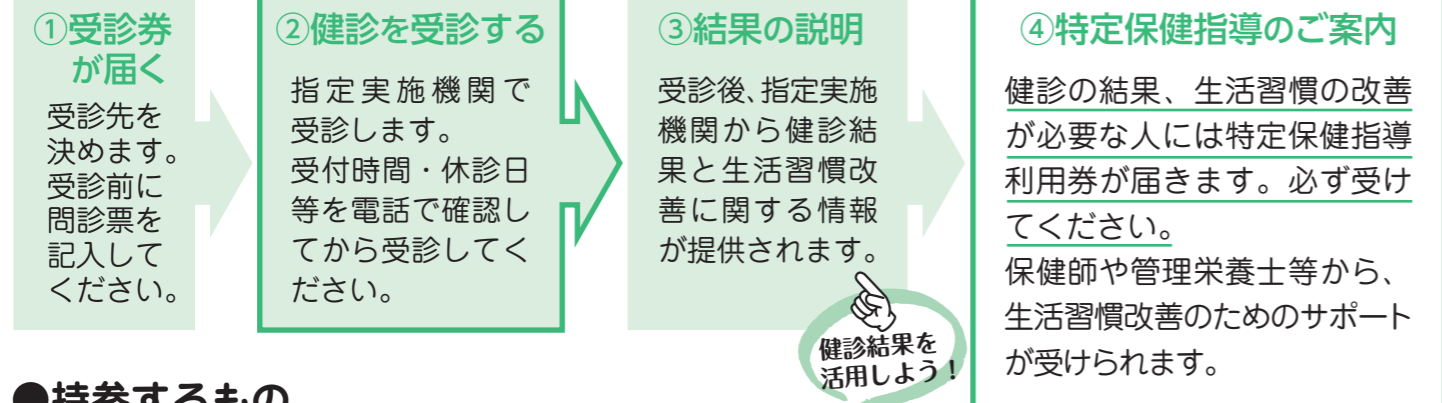 ①受診券
が届く
受診先を
決めます。
受診前に
問診票を
記入して
ください。
②健診を受診する
指定実施機関で
受診します。
受付時間・休診日
等を電話で確認し
てから受診してく
ださい。
③結果の説明
受診後、指定実施
機関から健診結
果と生活習慣改
善に関する情報
が提供されます。
健診結果を
活用しよう！
④特定保健指導のご案内
健診の結果、生活習慣の改善
が必要な人には特定保健指導
利用券が届きます。必ず受け
てください。
保健師や管理栄養士等から、
生活習慣改善のためのサポート
が受けられます。
●持参するもの